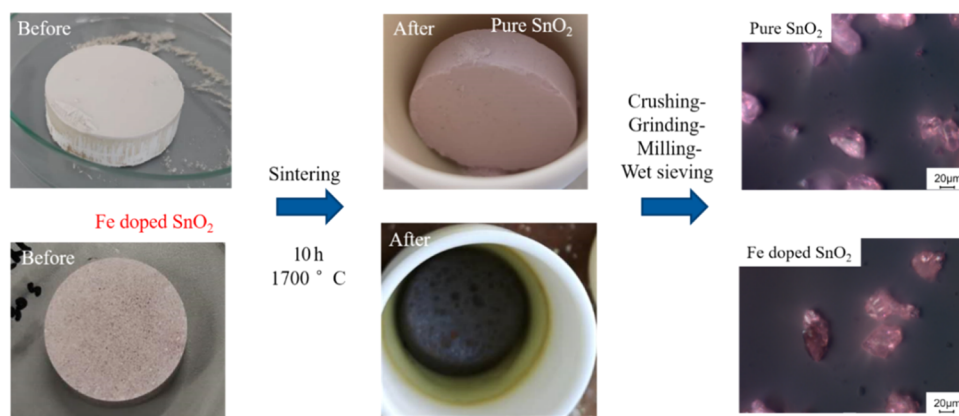 Before
After
Pure SnO₂
Pure SnO₂
Crushing-
Grinding-
Milling-
Wet sieving
Sintering
20μm
Fe doped SnO₂
Before
After
10 h
1700 ° C
Fe doped SnO₂
20μm